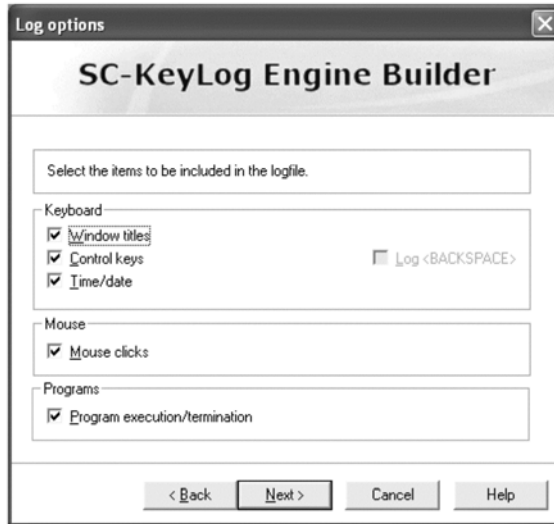 Log options
SC-KeyLog Engine Builder
Select the items to be included in the logfile.
Keyboard
Window titles
Control keys
Log <BACKSPACE>
Time/date
Mouse
Mouse clicks
Programs
Program execution/termination
< Back
Next >
Cancel
Help